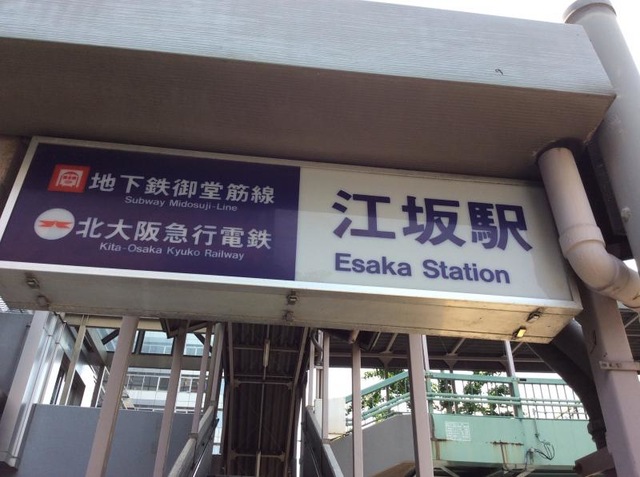 地下鉄御堂筋線
Subway Midosuji-Line
北大阪急行電鉄
Kita-Osaka Kyuko Railway
江坂駅
Esaka Station